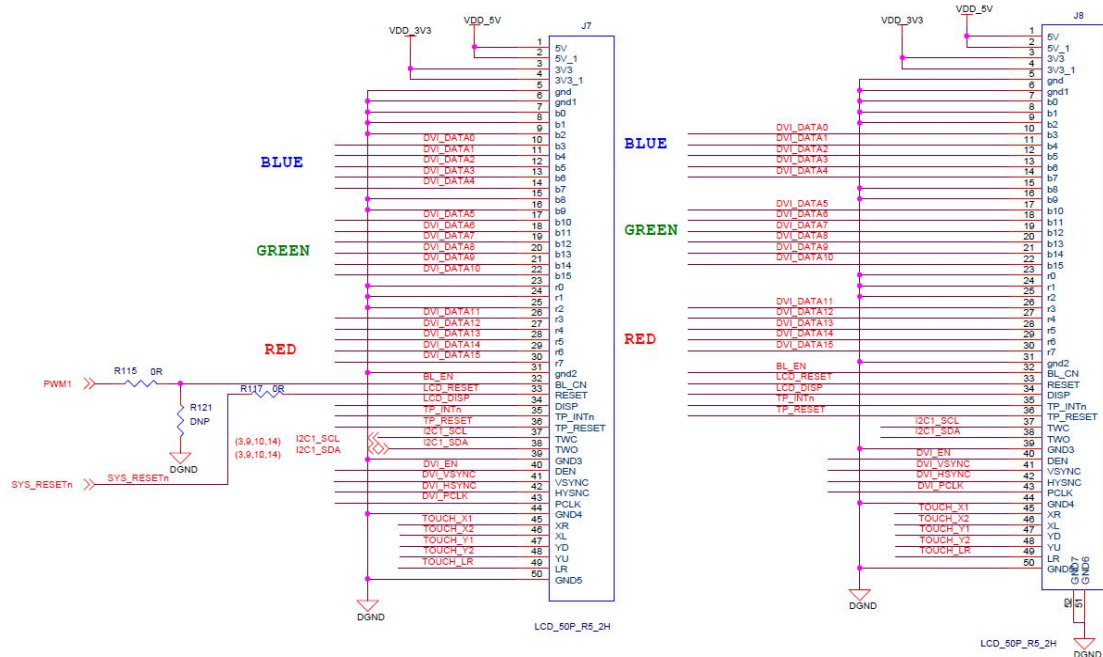 VDD_5V
J7
VDD_3V3
1 5V
2 5V_1
3 3V3
4 3V3_1
5 gnd
6 gnd1
7 b0
8 b1
9 b2
DVI_DATA0 10 b3
DVI_DATA1 11 b4
DVI_DATA2 12 b5
DVI_DATA3 13 b6
DVI_DATA4 14 b7
BLUE
15 b8
16 b9
DVI_DATA5 17 b10
DVI_DATA6 18 b11
DVI_DATA7 19 b12
DVI_DATA8 20 b13
DVI_DATA9 21 b14
DVI_DATA10 22 b15
GREEN
23 r0
24 r1
25 r2
DVI_DATA11 26 r3
DVI_DATA12 27 r4
DVI_DATA13 28 r5
DVI_DATA14 29 r6
DVI_DATA15 30 r7
RED
31 gnd2
BL_EN 32 BL_CN
LCD_RESET 33 RESET
LCD_DISP 34 DISP
TP_INTn 35 TP_INTn
TP_RESET 36 TP_RESET
I2C1_SCL 37 TWC
I2C1_SDA 38 TWO
39 GND3
DVI_EN 40 DEN
DVI_VSYNC 41 VSYNC
DVI_HSYNC 42 HYSNC
DVI_PCLK 43 PCLK
44 GND4
TOUCH_X1 45 XR
TOUCH_X2 46 XL
TOUCH_Y1 47 YD
TOUCH_Y2 48 YU
TOUCH_LR 49 LR
50 GND5
DGND
LCD_50P_R5_2H
R115 0R
PWM1
R117 0R
R121
DNP
DGND
(3,9,10,14) I2C1_SCL
(3,9,10,14) I2C1_SDA
SYS_RESETn SYS_RESETn
VDD_5V
J8
VDD_3V3
1 5V
2 5V_1
3 3V3
4 3V3_1
5 gnd
6 gnd1
7 b0
8 b1
9 b2
DVI_DATA0 10 b3
DVI_DATA1 11 b4
DVI_DATA2 12 b5
DVI_DATA3 13 b6
DVI_DATA4 14 b7
BLUE
15 b8
16 b9
DVI_DATA5 17 b10
DVI_DATA6 18 b11
DVI_DATA7 19 b12
DVI_DATA8 20 b13
DVI_DATA9 21 b14
DVI_DATA10 22 b15
GREEN
23 r0
24 r1
25 r2
DVI_DATA11 26 r3
DVI_DATA12 27 r4
DVI_DATA13 28 r5
DVI_DATA14 29 r6
DVI_DATA15 30 r7
RED
31 gnd2
BL_EN 32 BL_CN
LCD_RESET 33 RESET
LCD_DISP 34 DISP
TP_INTn 35 TP_INTn
TP_RESET 36 TP_RESET
I2C1_SCL 37 TWC
I2C1_SDA 38 TWO
39 GND3
DVI_EN 40 DEN
DVI_VSYNC 41 VSYNC
DVI_HSYNC 42 HYSNC
DVI_PCLK 43 PCLK
44 GND4
TOUCH_X1 45 XR
TOUCH_X2 46 XL
TOUCH_Y1 47 YD
TOUCH_Y2 48 YU
TOUCH_LR 49 LR
50 GND5
GND7 GND6
52 51
DGND
LCD_50P_R5_2H
DGND